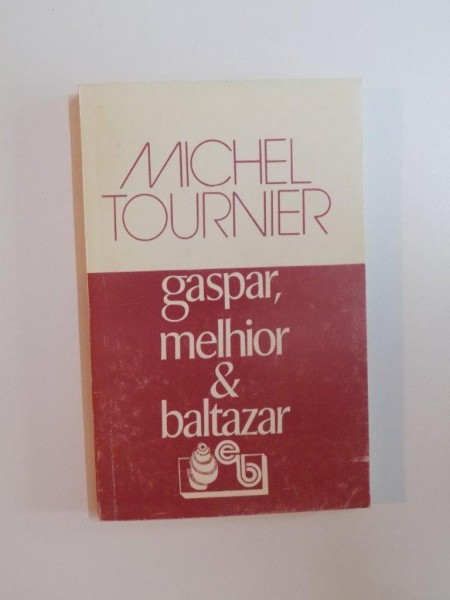 MICHEL
TOURNIER
gaspar,
melhior
&
baltazar
eb